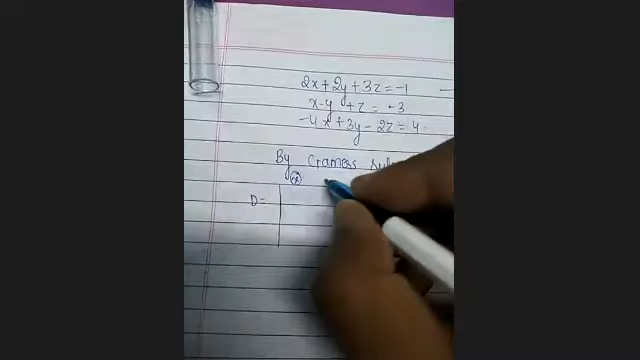 2x + 2y + 3z = -1
x - y + z = -3
-4x + 3y - 2z = 4
By Cramers
(x)
D =